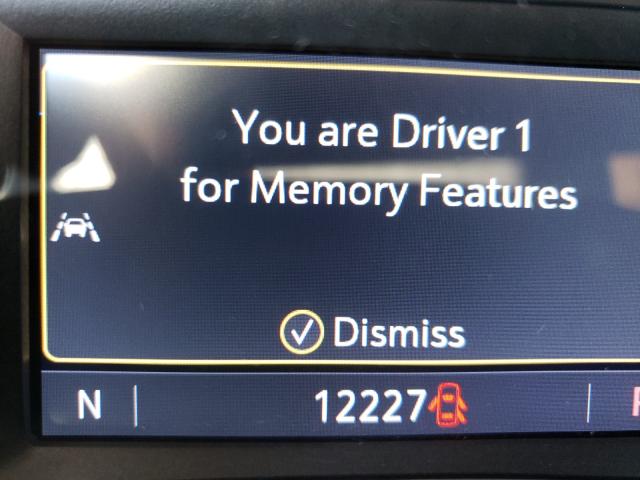 You are Driver 1
for Memory Features
Dismiss
N 12227